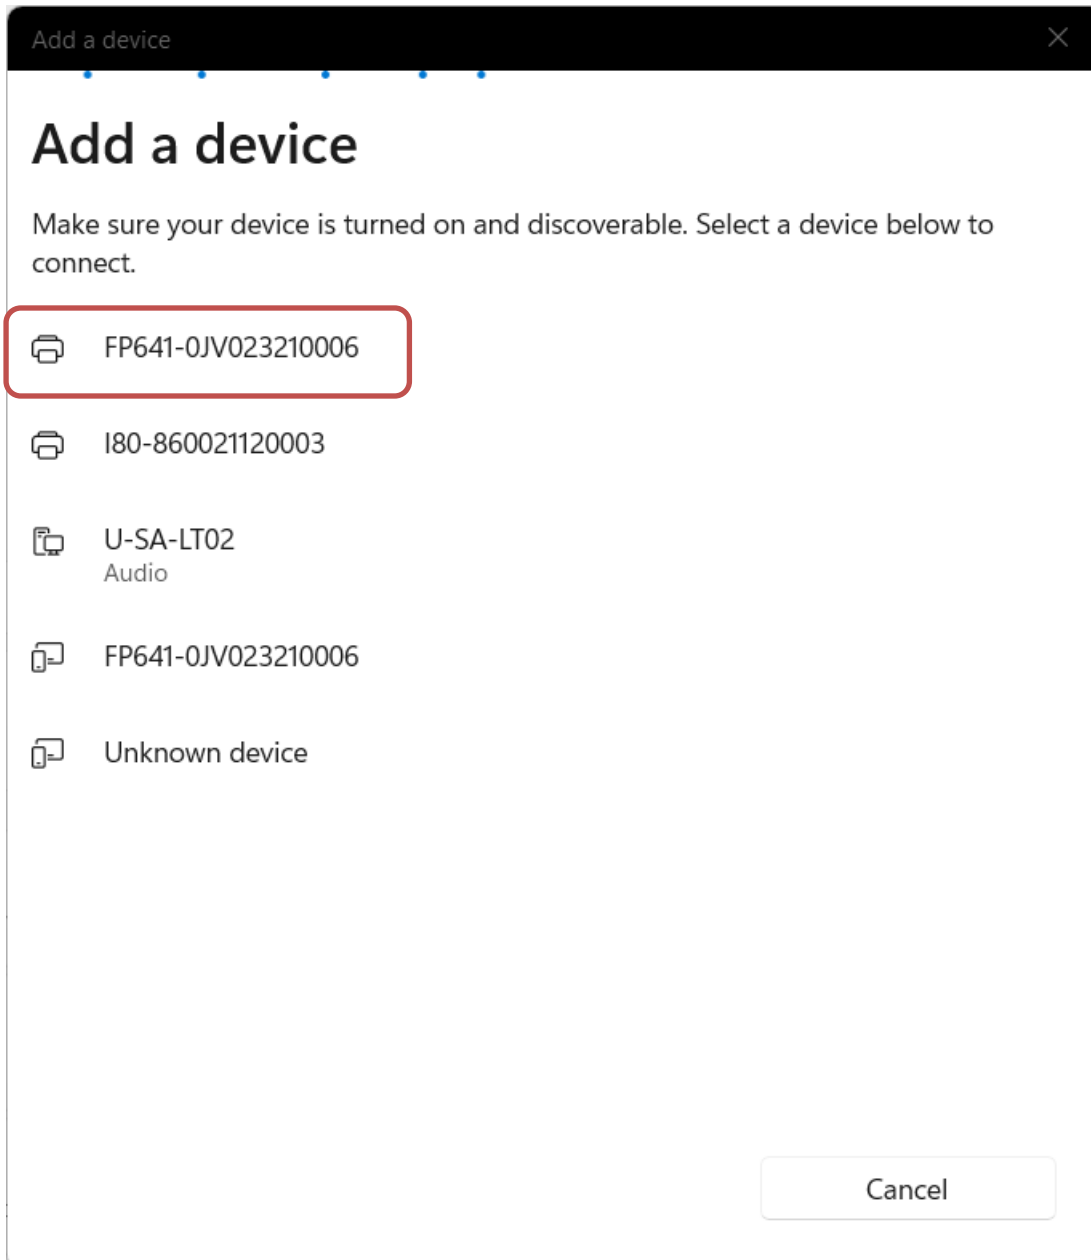 Add a device
Add a device
Make sure your device is turned on and discoverable. Select a device below to
connect.
FP641-0JV023210006
I80-860021120003
U-SA-LT02
Audio
FP641-0JV023210006
Unknown device
Cancel